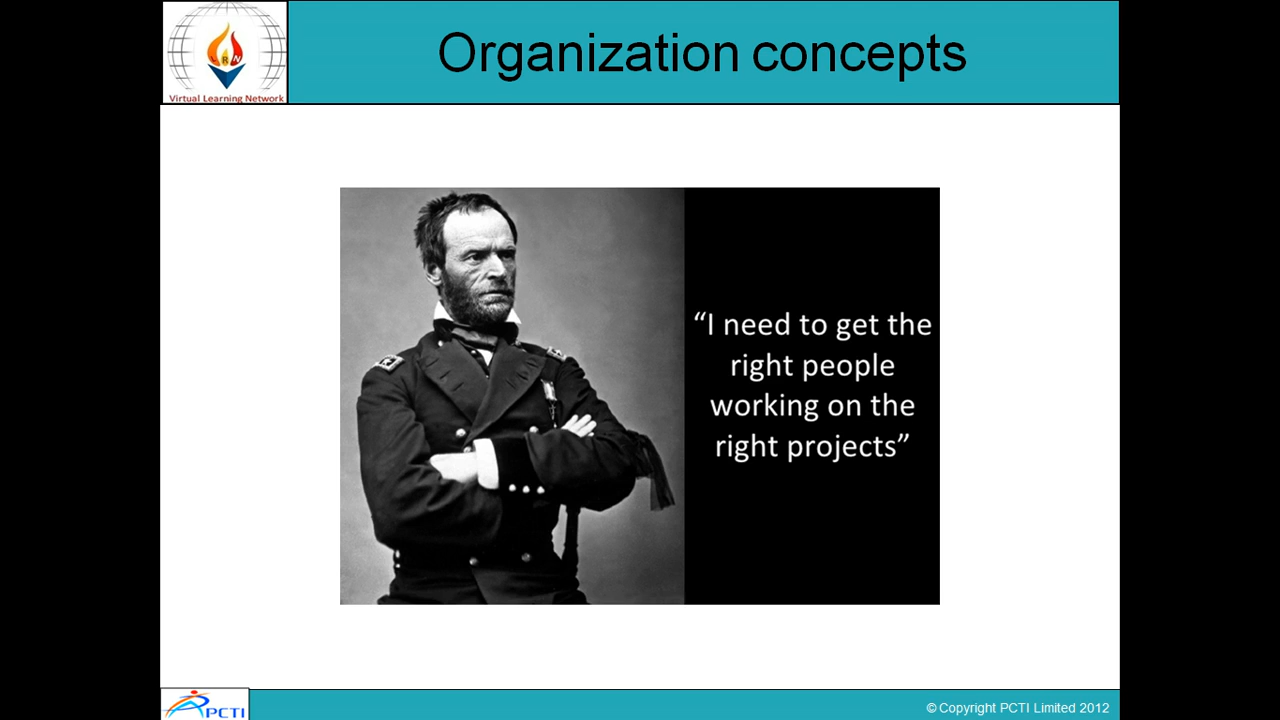 Organization concepts
LRN
Virtual Learning Network
“I need to get the
right people
working on the
right projects”
PCTI
© Copyright PCTI Limited 2012